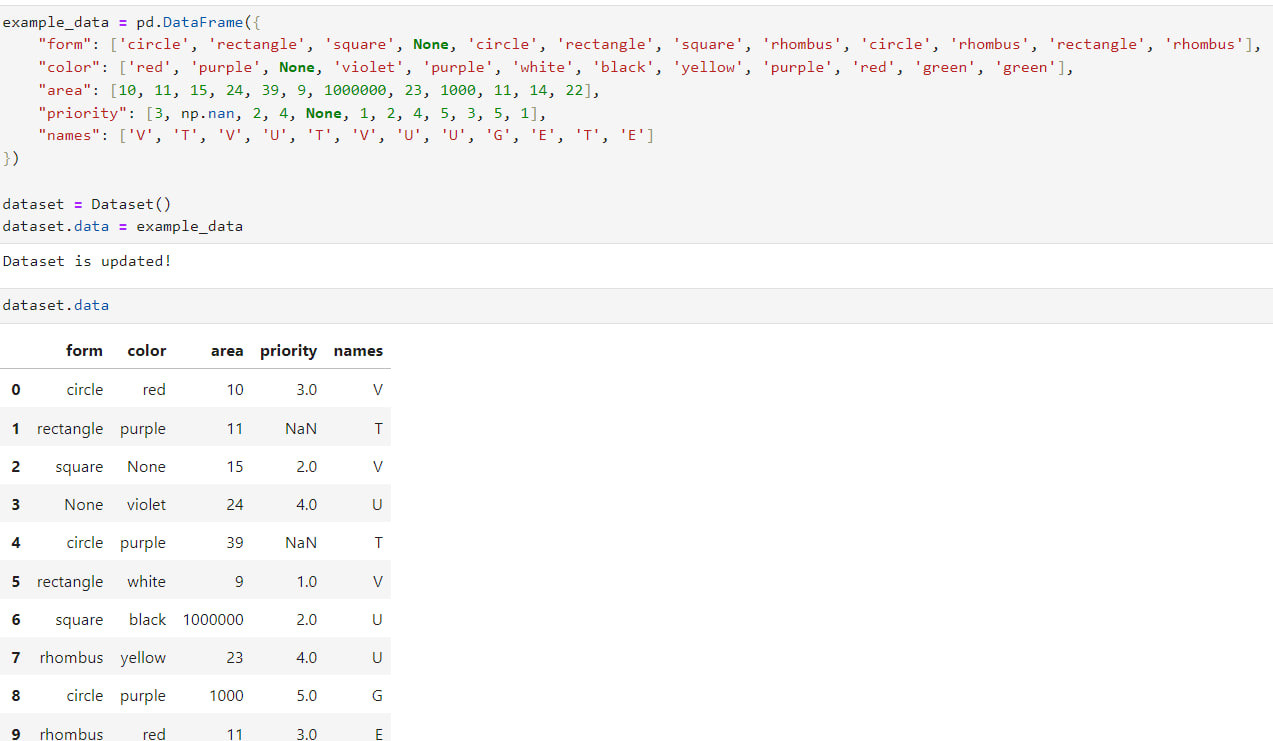 example_data = pd.DataFrame({
    "form": ['circle', 'rectangle', 'square', None, 'circle', 'rectangle', 'square', 'rhombus', 'circle', 'rhombus', 'rectangle', 'rhombus'],
    "color": ['red', 'purple', None, 'violet', 'purple', 'white', 'black', 'yellow', 'purple', 'red', 'green', 'green'],
    "area": [10, 11, 15, 24, 39, 9, 1000000, 23, 1000, 11, 14, 22],
    "priority": [3, np.nan, 2, 4, None, 1, 2, 4, 5, 3, 5, 1],
    "names": ['V', 'T', 'V', 'U', 'T', 'V', 'U', 'U', 'G', 'E', 'T', 'E']
})
dataset = Dataset()
dataset.data = example_data
Dataset is updated!
dataset.data
form color area priority names
0 circle red 10 3.0 V
1 rectangle purple 11 NaN T
2 square None 15 2.0 V
3 None violet 24 4.0 U
4 circle purple 39 NaN T
5 rectangle white 9 1.0 V
6 square black 1000000 2.0 U
7 rhombus yellow 23 4.0 U
8 circle purple 1000 5.0 G
9 rhombus red 11 3.0 E